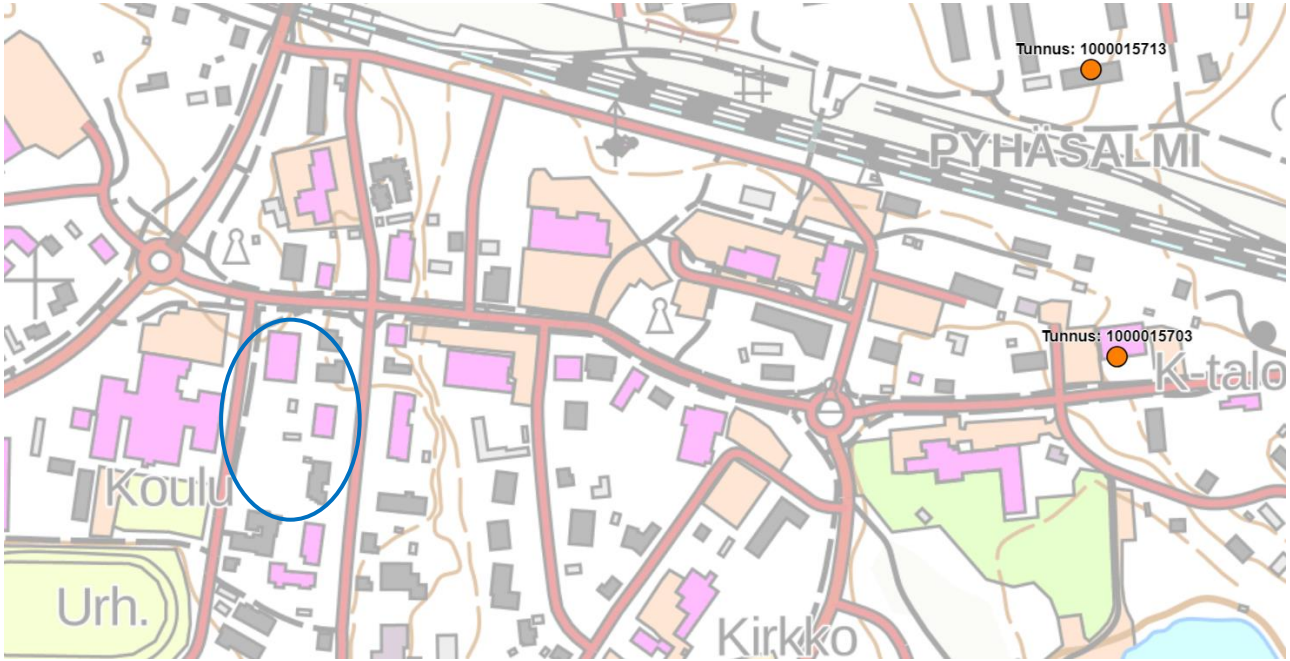 Tunnus: 1000015713
PYHÄSALMI
Tunnus: 1000015703
K-talo
Koulu
Urh.
Kirkko